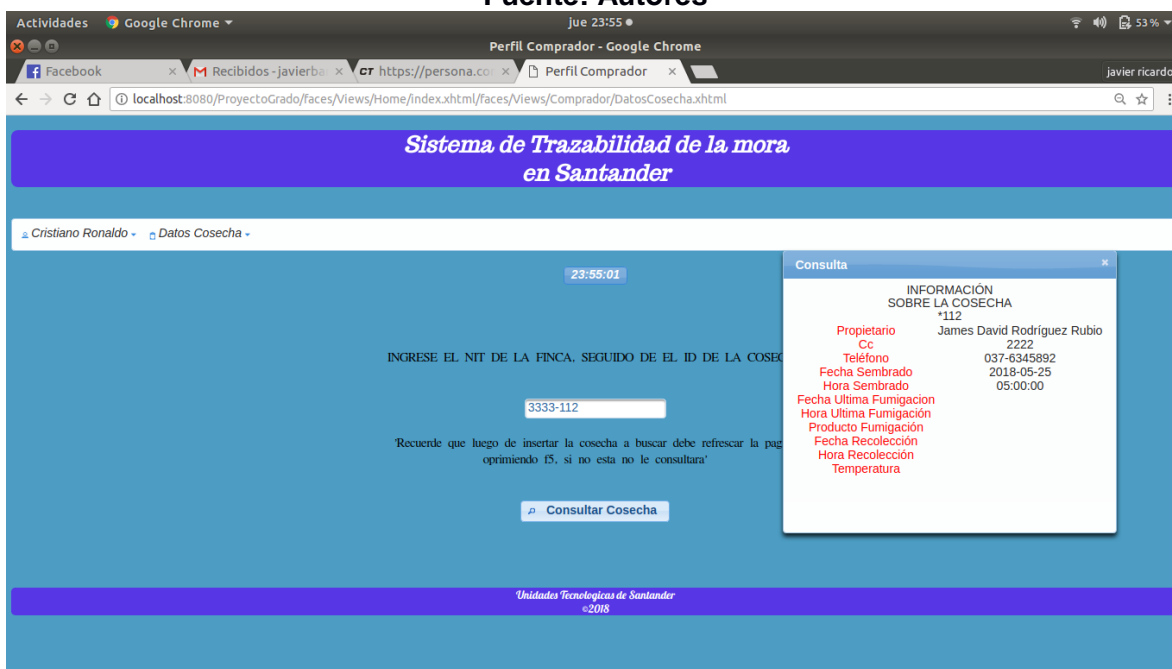 Fuente: Autores
Actividades Google Chrome jue 23:55 53 %
Perfil Comprador - Google Chrome
Facebook × Recibidos - javierba × CT https://persona.co × Perfil Comprador × javier ricardo
localhost:8080/ProyectoGrado/faces/Views/Home/index.xhtml/faces/Views/Comprador/DatosCosecha.xhtml
Sistema de Trazabilidad de la mora
en Santander
Cristiano Ronaldo Datos Cosecha
23:55:01
INGRESE EL NIT DE LA FINCA, SEGUIDO DE EL ID DE LA COSEC
3333-112
'Recuerde que luego de insertar la cosecha a buscar debe refrescar la pag
oprimiendo f5, si no esta no le consultara'
Consultar Cosecha
Consulta ×
INFORMACIÓN
SOBRE LA COSECHA
*112
Propietario James David Rodríguez Rubio
Cc 2222
Teléfono 037-6345892
Fecha Sembrado 2018-05-25
Hora Sembrado 05:00:00
Fecha Ultima Fumigacion
Hora Ultima Fumigación
Producto Fumigación
Fecha Recolección
Hora Recolección
Temperatura
Unidades Tecnologicas de Santander
©2018